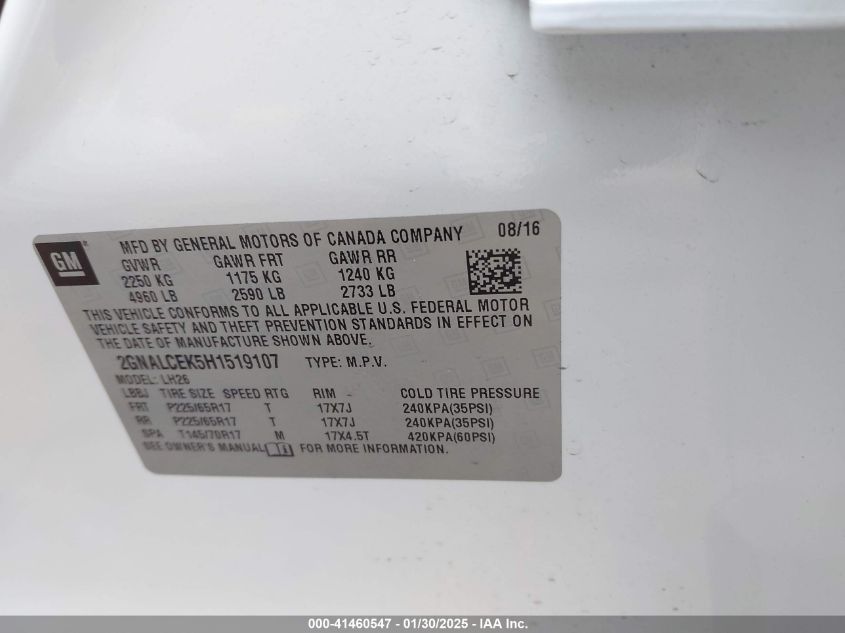 GM
MFD BY GENERAL MOTORS OF CANADA COMPANY 08/16
GVWR GAWR FRT GAWR RR
2250 KG 1175 KG 1240 KG
4960 LB 2590 LB 2733 LB
THIS VEHICLE CONFORMS TO ALL APPLICABLE U.S. FEDERAL MOTOR
VEHICLE SAFETY AND THEFT PREVENTION STANDARDS IN EFFECT ON
THE DATE OF MANUFACTURE SHOWN ABOVE.
2GNALCEK5H1519107 TYPE: M.P.V.
MODEL: LH26
LBBJ TIRE SIZE SPEED RTG RIM COLD TIRE PRESSURE
FRT P225/65R17 T 17X7J 240KPA(35PSI)
RR P225/65R17 T 17X7J 240KPA(35PSI)
SPA T145/70R17 M 17X4.5T 420KPA(60PSI)
SEE OWNER'S MANUAL FOR MORE INFORMATION.
000-41460547 - 01/30/2025 - IAA Inc.